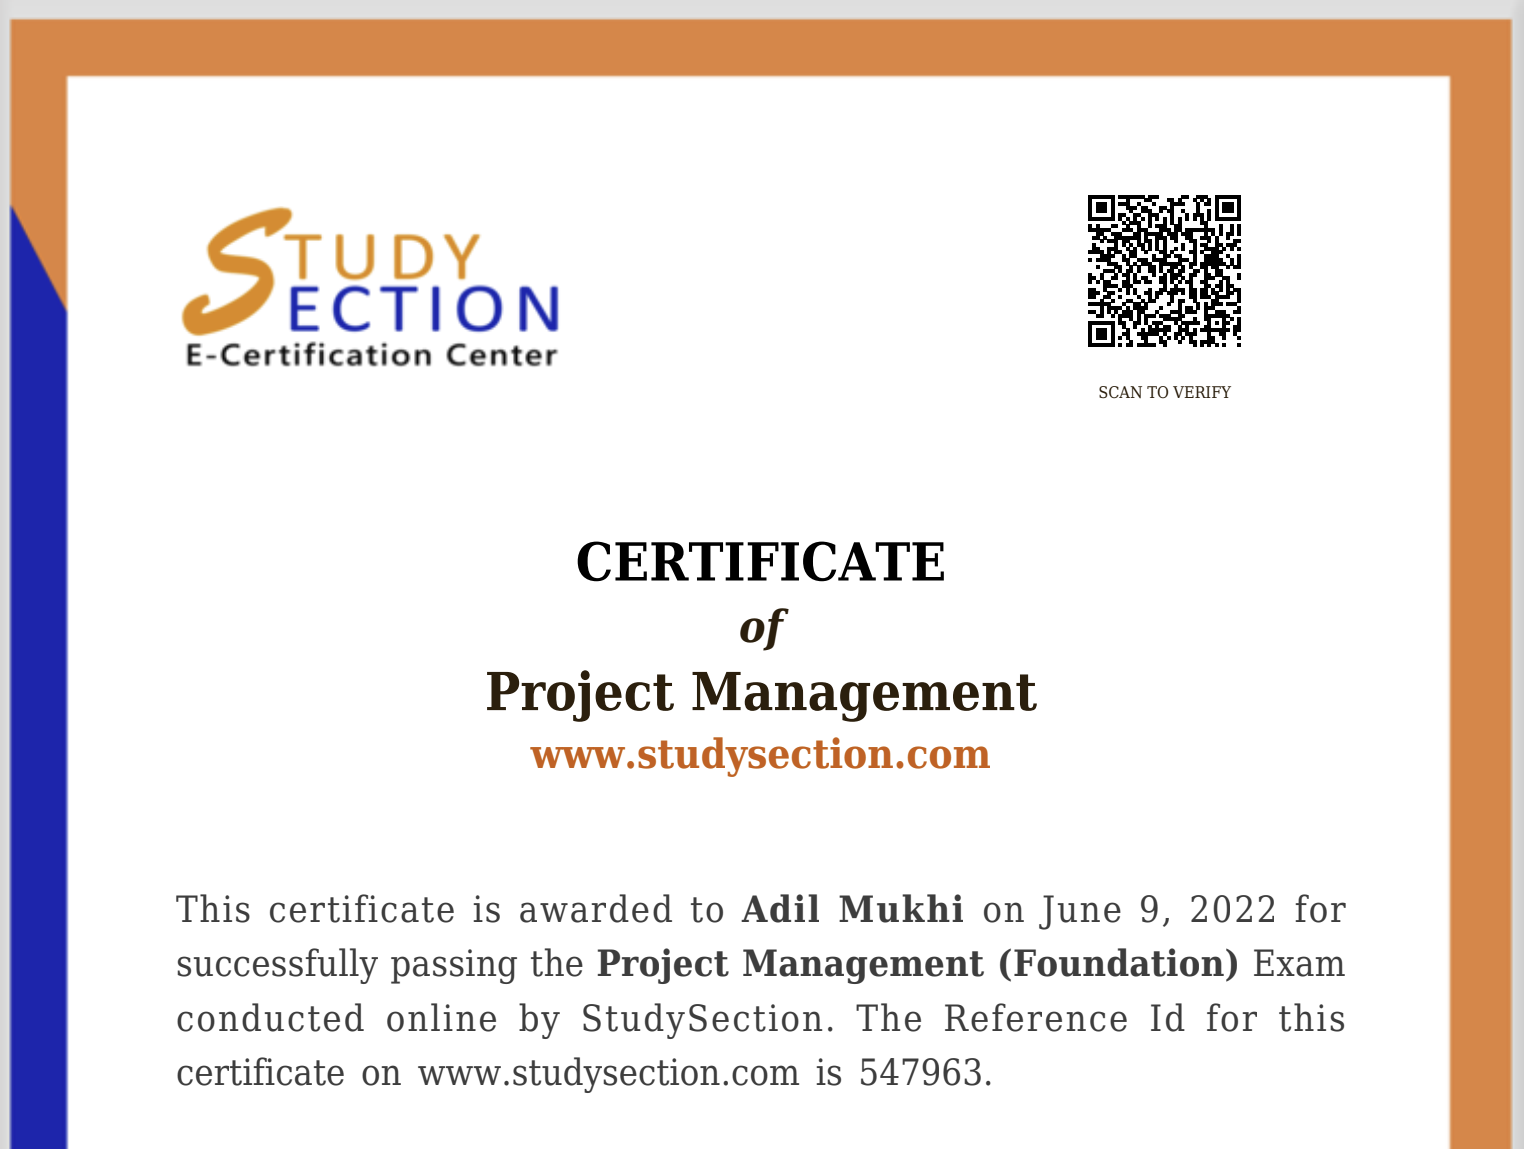 STUDY
SECTION
E-Certification Center
SCAN TO VERIFY
CERTIFICATE
of
Project Management
www.studysection.com
This certificate is awarded to Adil Mukhi on June 9, 2022 for
successfully passing the Project Management (Foundation) Exam
conducted online by StudySection. The Reference Id for this
certificate on www.studysection.com is 547963.